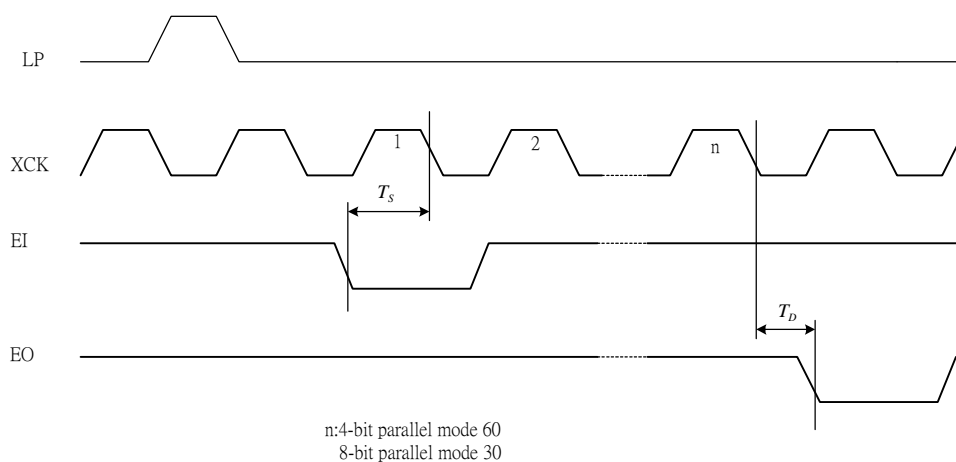 LP
XCK
1
2
n
T_S
EI
T_D
EO
n:4-bit parallel mode 60
8-bit parallel mode 30